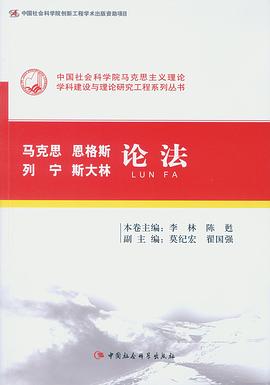 中国社会科学院创新工程学术出版资助项目
中国社会科学院马克思主义理论
学科建设与理论研究工程系列丛书
马克思 恩格斯
列宁 斯大林
论法
LUN FA
本卷主编：李 林 陈 甦
副 主 编：莫纪宏 翟国强
中国社会科学出版社